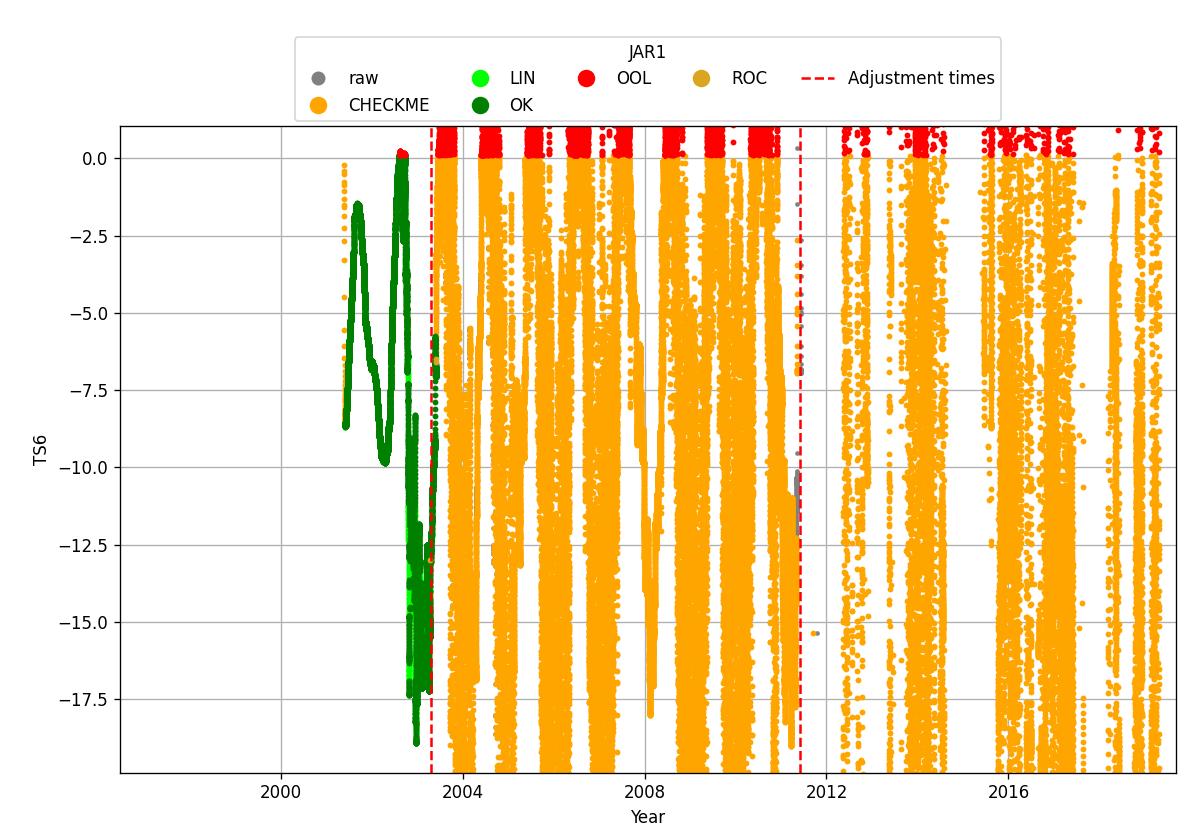 JAR1
raw LIN OOL ROC Adjustment times
CHECKME OK
0.0
−2.5
−5.0
−7.5
−10.0
−12.5
−15.0
−17.5
TS6
2000 2004 2008 2012 2016
Year